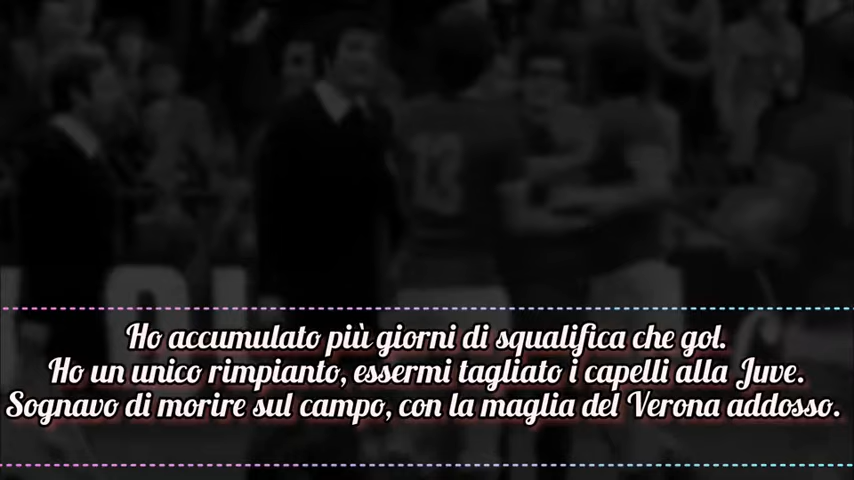 13
Ho accumulato più giorni di squalifica che gol.
Ho un unico rimpianto, essermi tagliato i capelli alla Juve.
Sognavo di morire sul campo, con la maglia del Verona addosso.